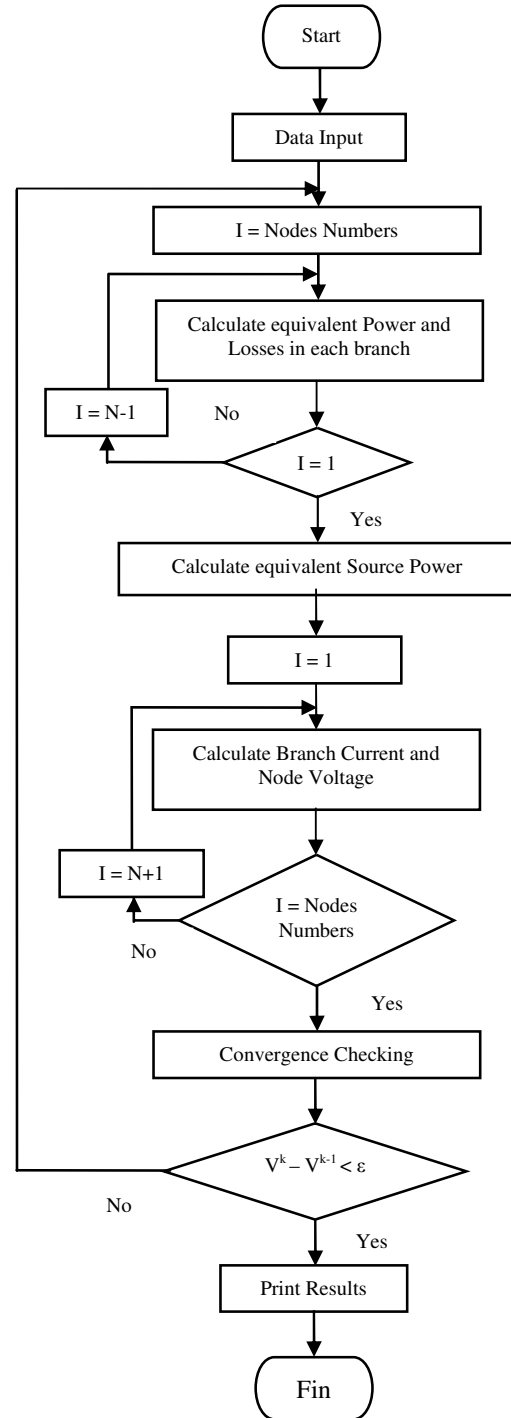 Start
Data Input
I = Nodes Numbers
Calculate equivalent Power and
Losses in each branch
I = N-1
No
I = 1
Yes
Calculate equivalent Source Power
I = 1
Calculate Branch Current and
Node Voltage
I = N+1
I = Nodes
Numbers
No
Yes
Convergence Checking
V^k – V^k-1 < ε
No
Yes
Print Results
Fin